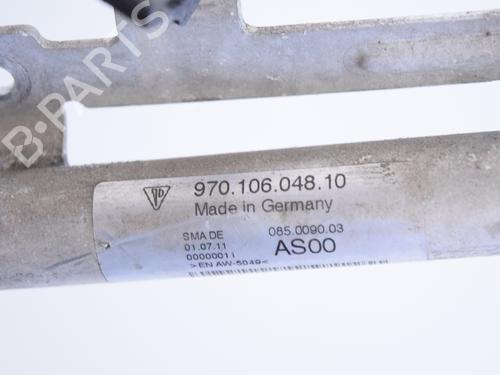 B-PARTS
970.106.048.10
Made in Germany
SMA DE 085.0090.03
01.07.11 AS00
00000011
>EN AW-5049<